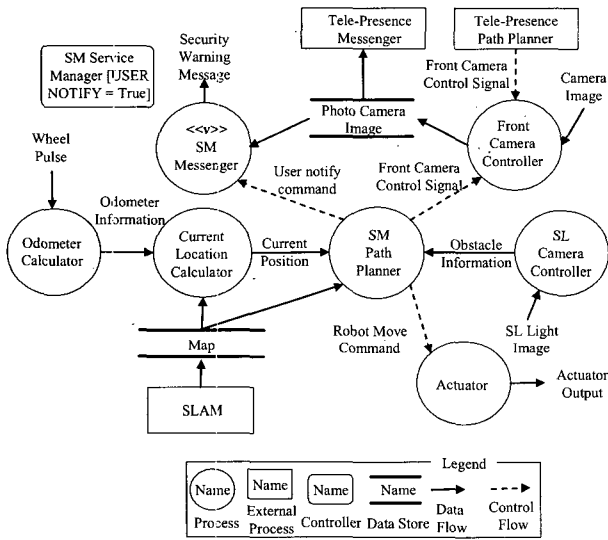 SM Service
Manager [USER
NOTIFY = True]
Security
Warning
Message
Tele-Presence
Messenger
Tele-Presence
Path Planner
Front Camera
Control Signal
Camera
Image
Photo Camera
Image
<<v>>
SM
Messenger
Front
Camera
Controller
Wheel
Pulse
User notify
command
Front Camera
Control Signal
Odometer
Information
Odometer
Calculator
Current
Location
Calculator
Current
Position
SM
Path
Planner
Obstacle
Information
SL
Camera
Controller
Map
Robot Move
Command
SL Light
Image
SLAM
Actuator
Actuator
Output
Legend
Name
Name
Name
Name
Process
External
Process
Controller
Data Store
Data
Flow
Control
Flow